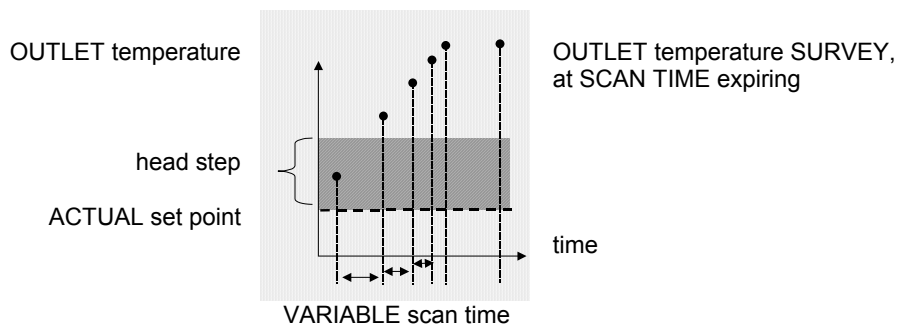 OUTLET temperature
OUTLET temperature SURVEY,
at SCAN TIME expiring
head step
ACTUAL set point
time
VARIABLE scan time